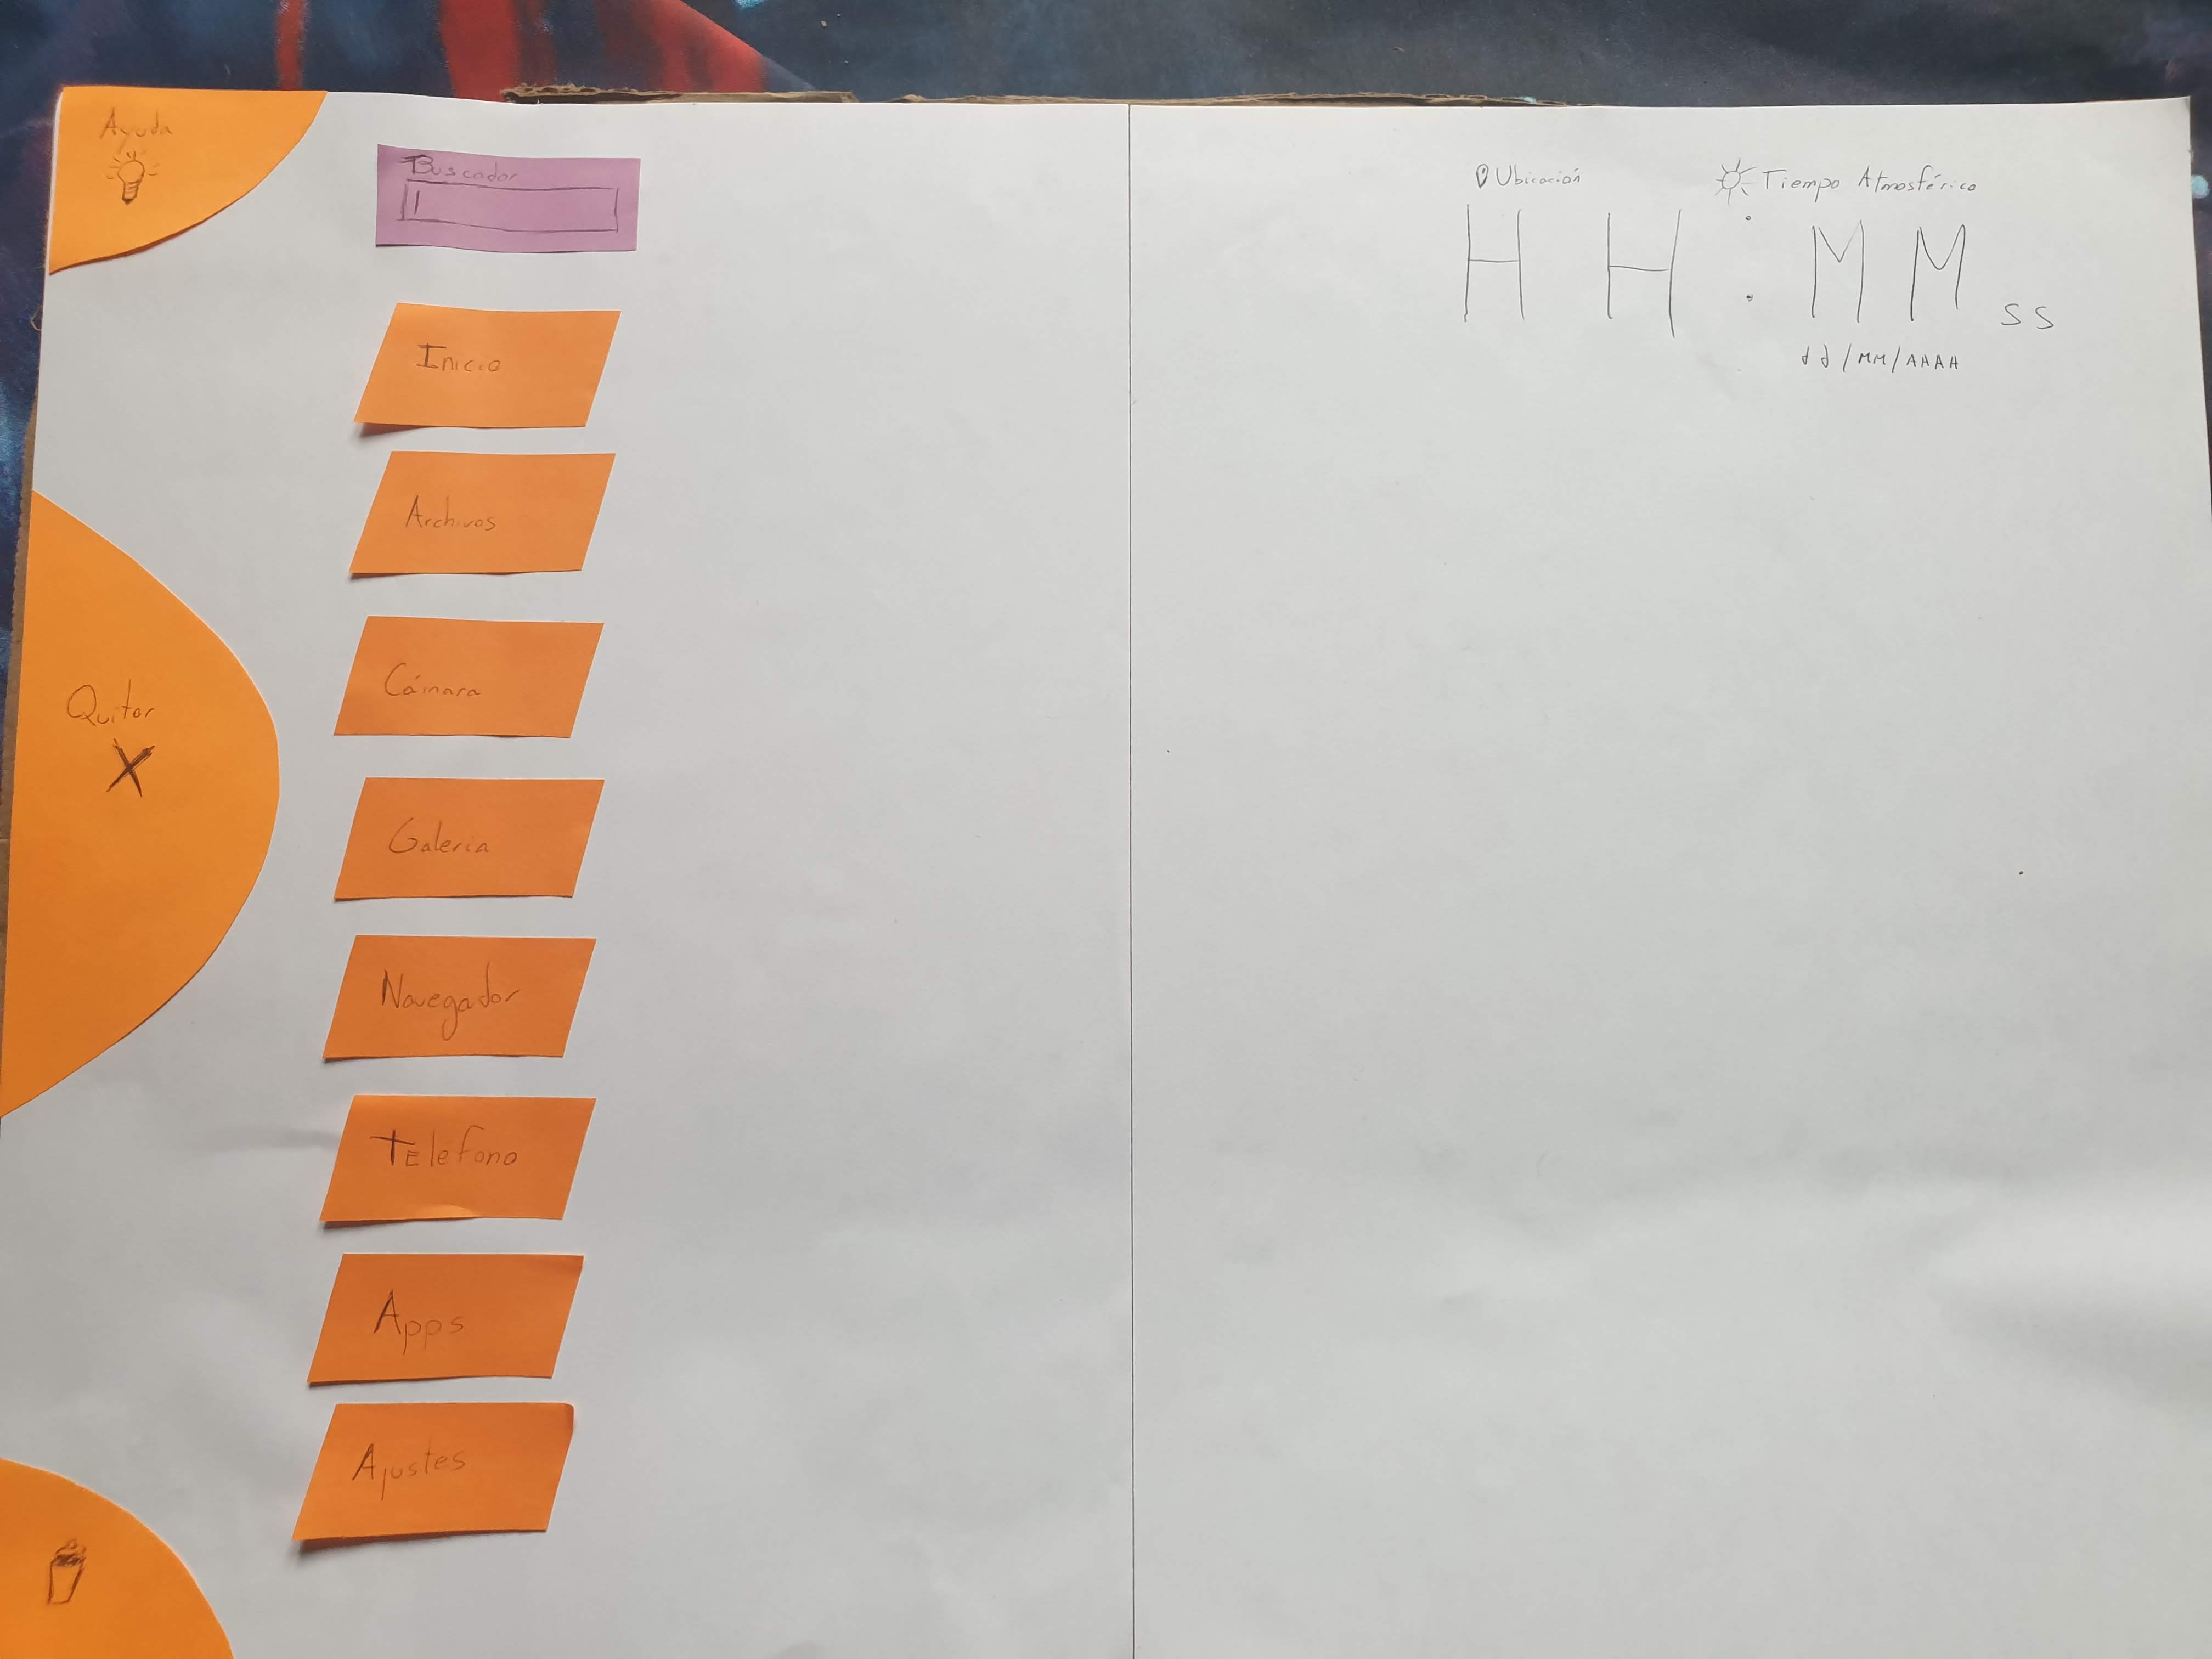 Ayuda
Buscador
Inicio
Archivos
Cámara
Galeria
Quitar
X
Navegador
TElefono
Apps
Ajustes
Ubicación
Tiempo Atmosférico
HH:MM ss
dd/MM/AAAA